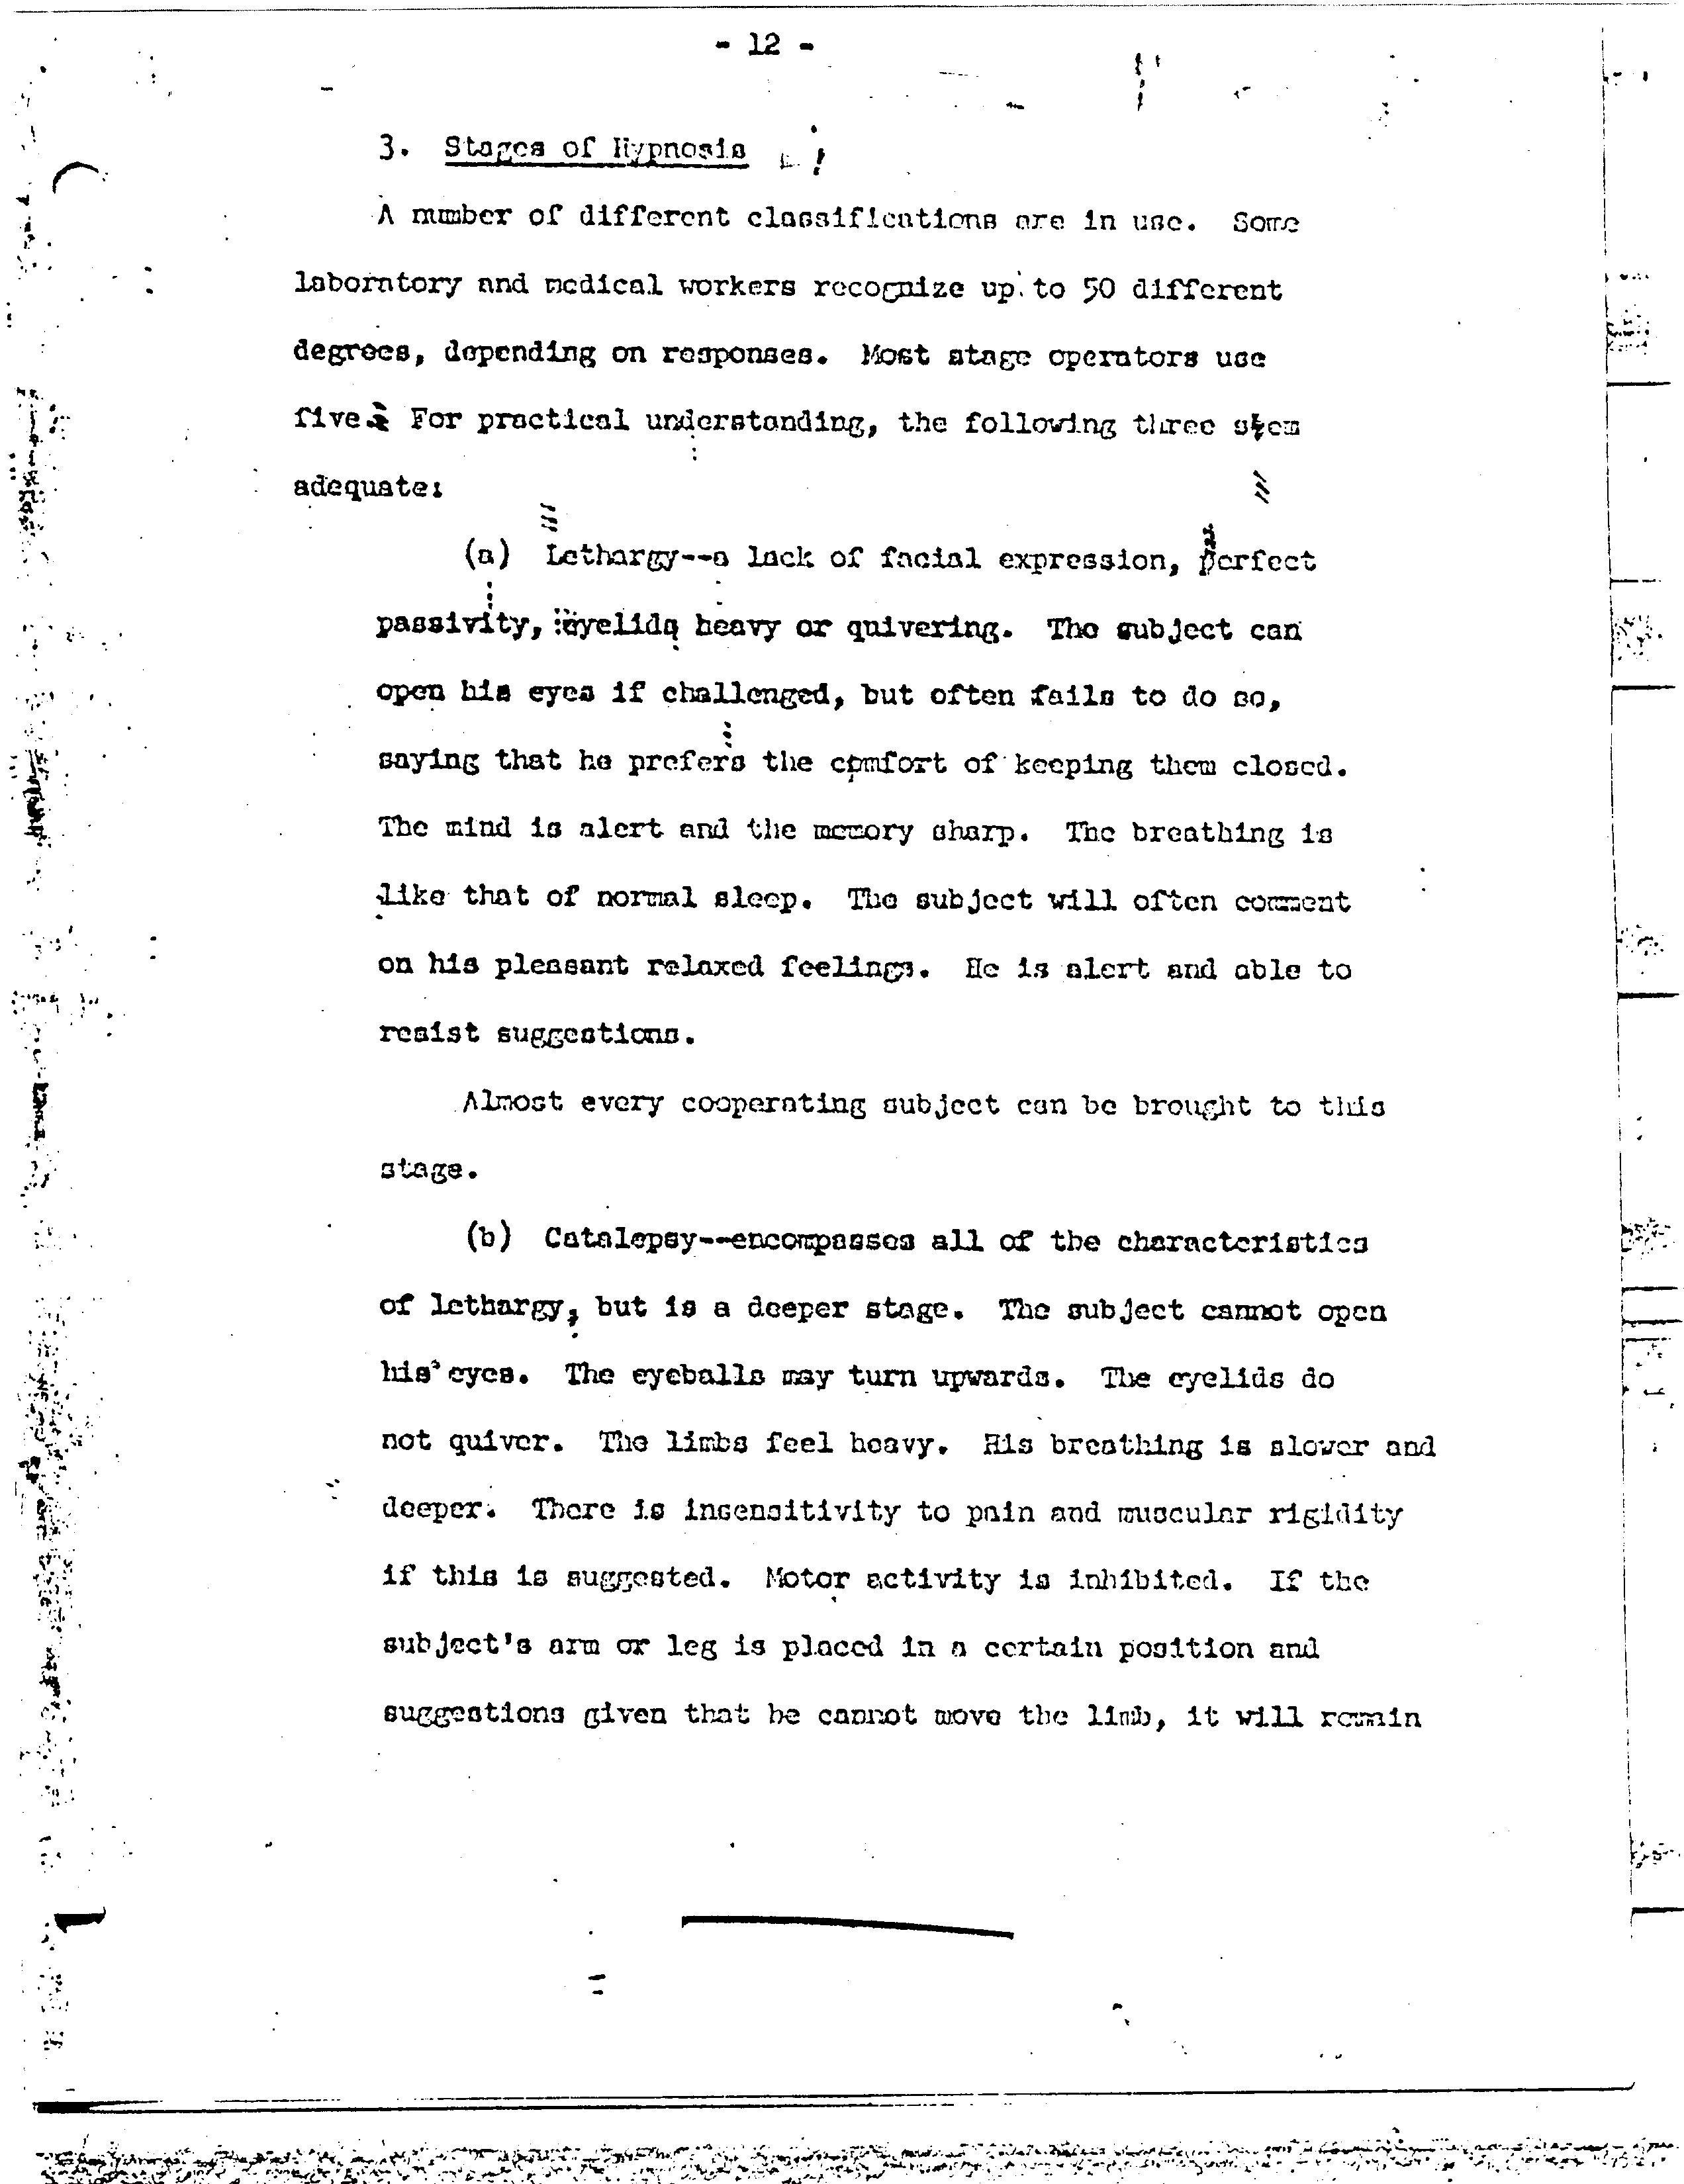 - 12 -
3. Stages of Hypnosis
A number of different classifications are in use. Some
laboratory and medical workers recognize up to 50 different
degrees, depending on responses. Most stage operators use
five. For practical understanding, the following three seem
adequate:
(a) Lethargy--a lack of facial expression, perfect
passivity, eyelids heavy or quivering. The subject can
open his eyes if challenged, but often fails to do so,
saying that he prefers the comfort of keeping them closed.
The mind is alert and the memory sharp. The breathing is
like that of normal sleep. The subject will often comment
on his pleasant relaxed feelings. He is alert and able to
resist suggestions.
Almost every cooperating subject can be brought to this
stage.
(b) Catalepsy--encompasses all of the characteristics
of lethargy, but is a deeper stage. The subject cannot open
his eyes. The eyeballs may turn upwards. The eyelids do
not quiver. The limbs feel heavy. His breathing is slower and
deeper. There is insensitivity to pain and muscular rigidity
if this is suggested. Motor activity is inhibited. If the
subject's arm or leg is placed in a certain position and
suggestions given that he cannot move the limb, it will remain